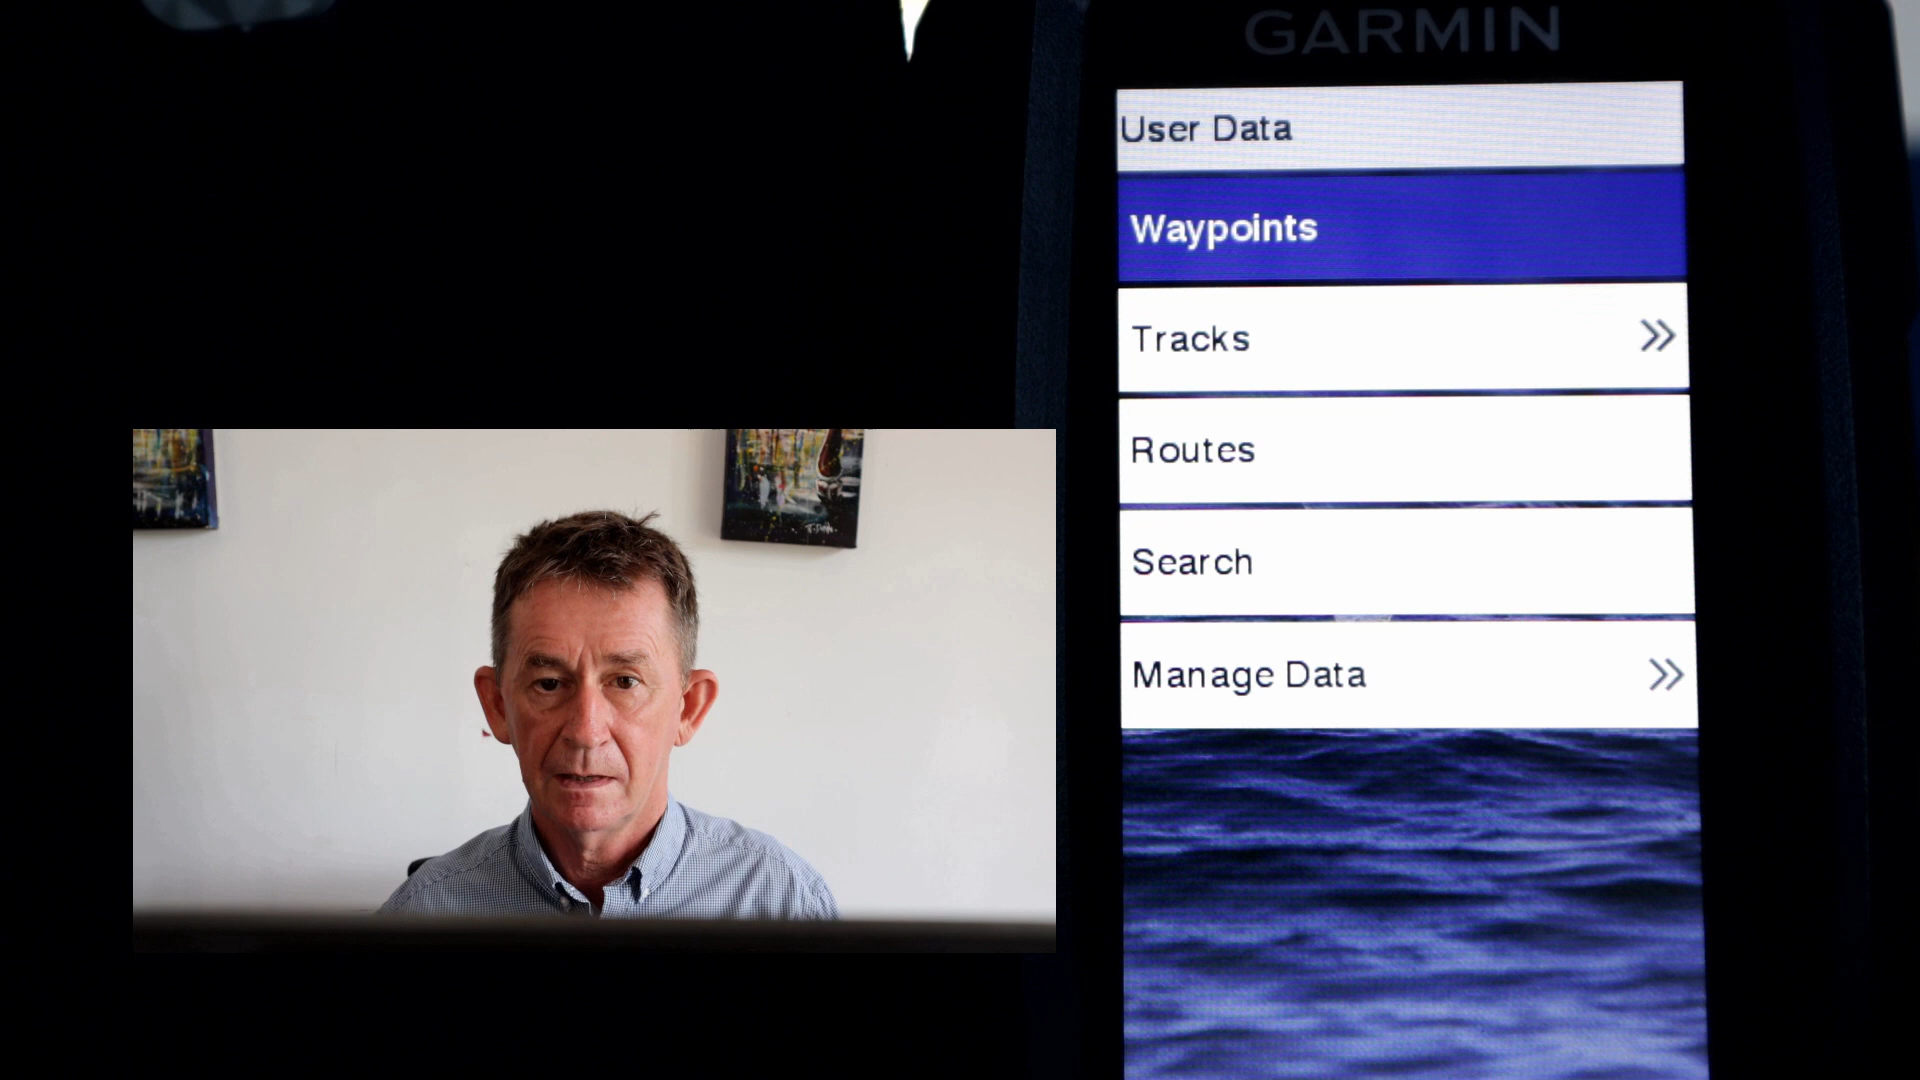 GARMIN
User Data
Waypoints
Tracks
Routes
Search
Manage Data